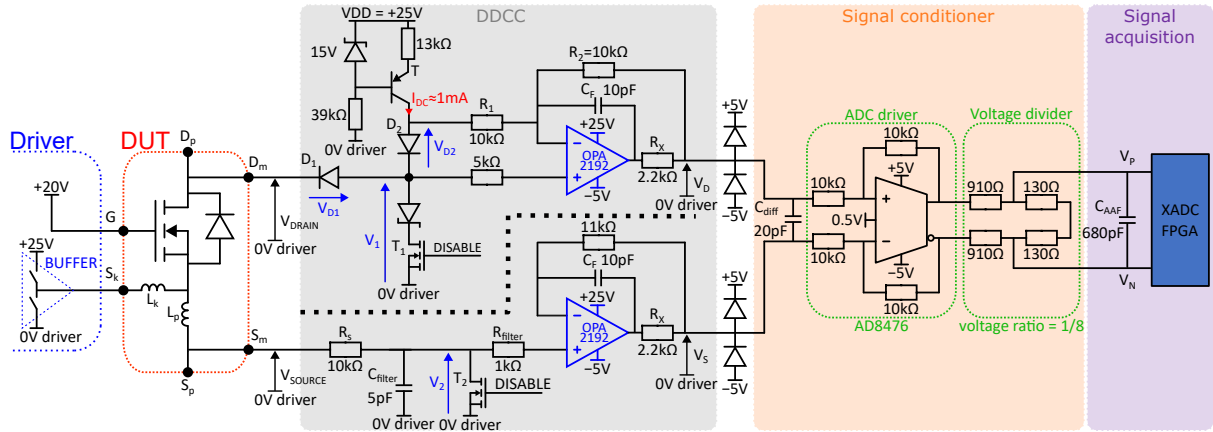 DDCC
Signal conditioner
Signal acquisition
VDD = +25V
15V
13kΩ
T
39kΩ
0V driver
I_DC≈1mA
D₂
V_D2
R₁
10kΩ
R₂=10kΩ
C_F 10pF
+25V
OPA 2192
−5V
5kΩ
R_X
2.2kΩ
V_D
0V driver
+5V
−5V
Driver
DUT
D_p
D_m
D₁
V_D1
V_DRAIN
0V driver
V₁
T₁
DISABLE
0V driver
+20V
G
+25V
BUFFER
S_k
0V driver
L_k
L_p
S_m
S_p
V_SOURCE
0V driver
R_s
10kΩ
C_filter
5pF
0V driver
V₂
T₂
DISABLE
0V driver
R_filter
1kΩ
11kΩ
C_F 10pF
+25V
OPA 2192
−5V
R_X
2.2kΩ
V_S
0V driver
+5V
−5V
C_diff
20pF
ADC driver
10kΩ
10kΩ
+5V
0.5V
10kΩ
−5V
10kΩ
AD8476
Voltage divider
910Ω
130Ω
910Ω
130Ω
voltage ratio = 1/8
V_P
C_AAF
680pF
V_N
XADC
FPGA